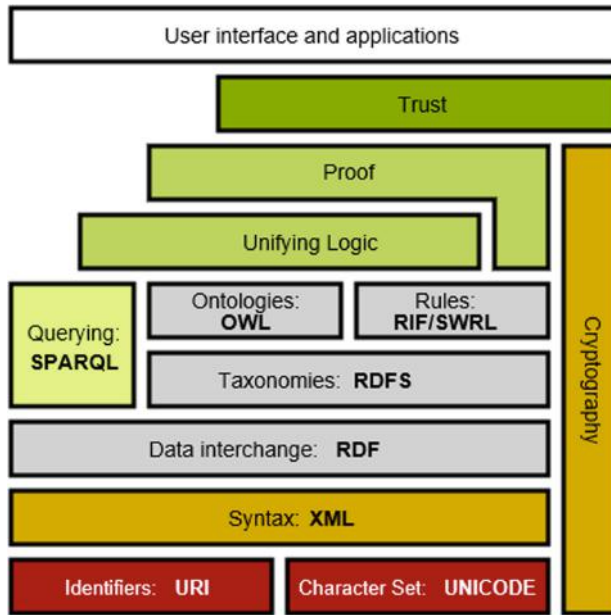 User interface and applications
Trust
Proof
Unifying Logic
Ontologies:
OWL
Rules:
RIF/SWRL
Querying:
SPARQL
Taxonomies: RDFS
Data interchange: RDF
Syntax: XML
Identifiers: URI
Character Set: UNICODE
Cryptography